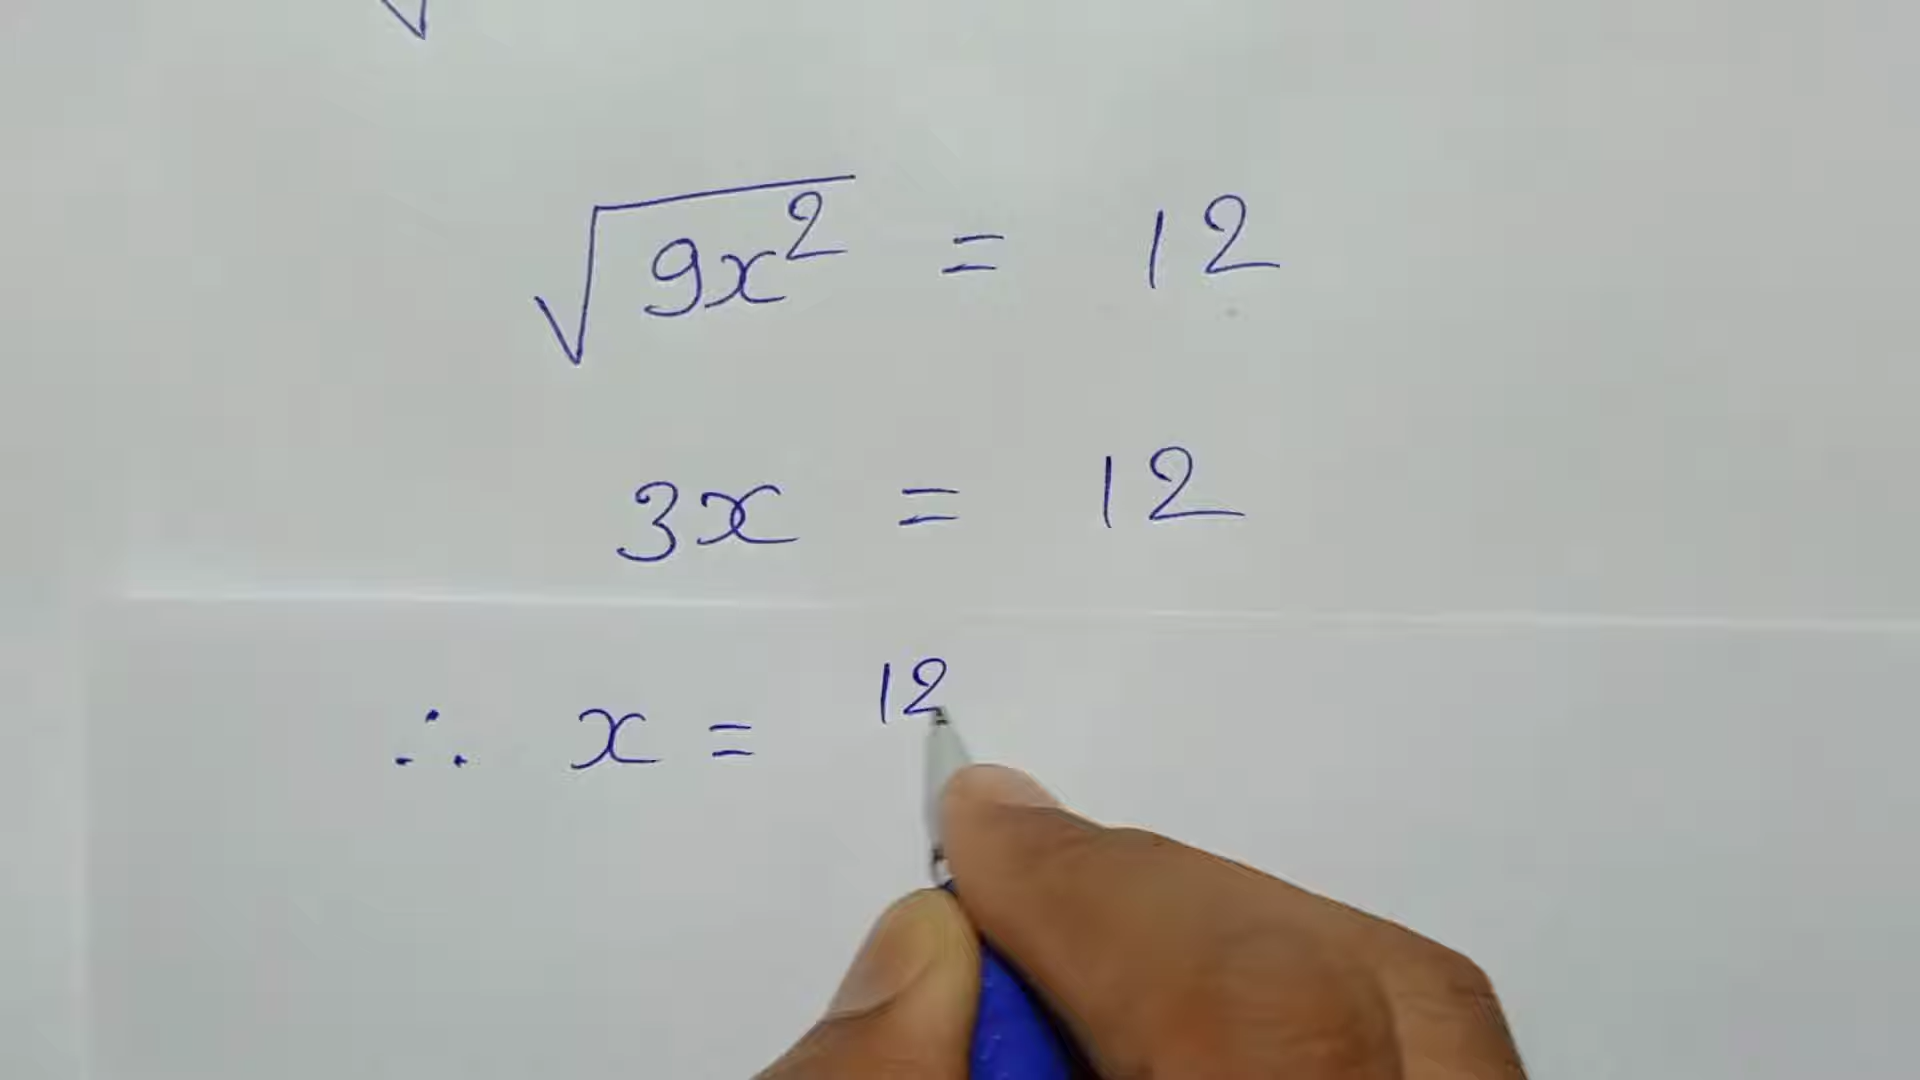 √9x² = 12
3x = 12
∴ x = 12